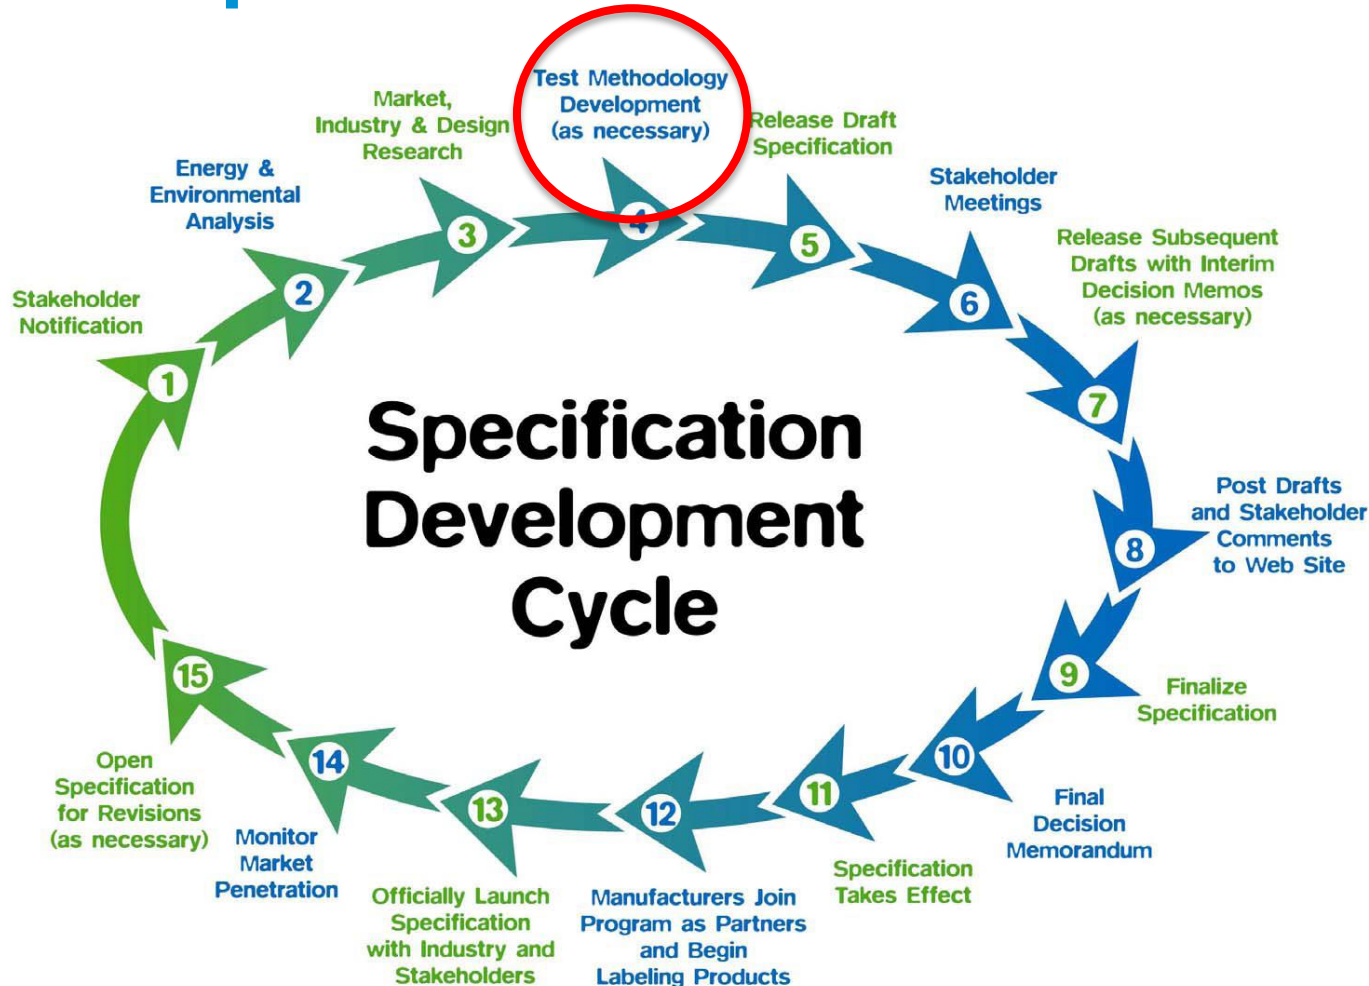 Specification
Development
Cycle
1
Stakeholder
Notification
2
Energy &
Environmental
Analysis
3
Market,
Industry & Design
Research
4
Test Methodology
Development
(as necessary)
5
Release Draft
Specification
6
Stakeholder
Meetings
7
Release Subsequent
Drafts with Interim
Decision Memos
(as necessary)
8
Post Drafts
and Stakeholder
Comments
to Web Site
9
Finalize
Specification
10
Final
Decision
Memorandum
11
Specification
Takes Effect
12
Manufacturers Join
Program as Partners
and Begin
Labeling Products
13
Officially Launch
Specification
with Industry and
Stakeholders
14
Monitor
Market
Penetration
15
Open
Specification
for Revisions
(as necessary)